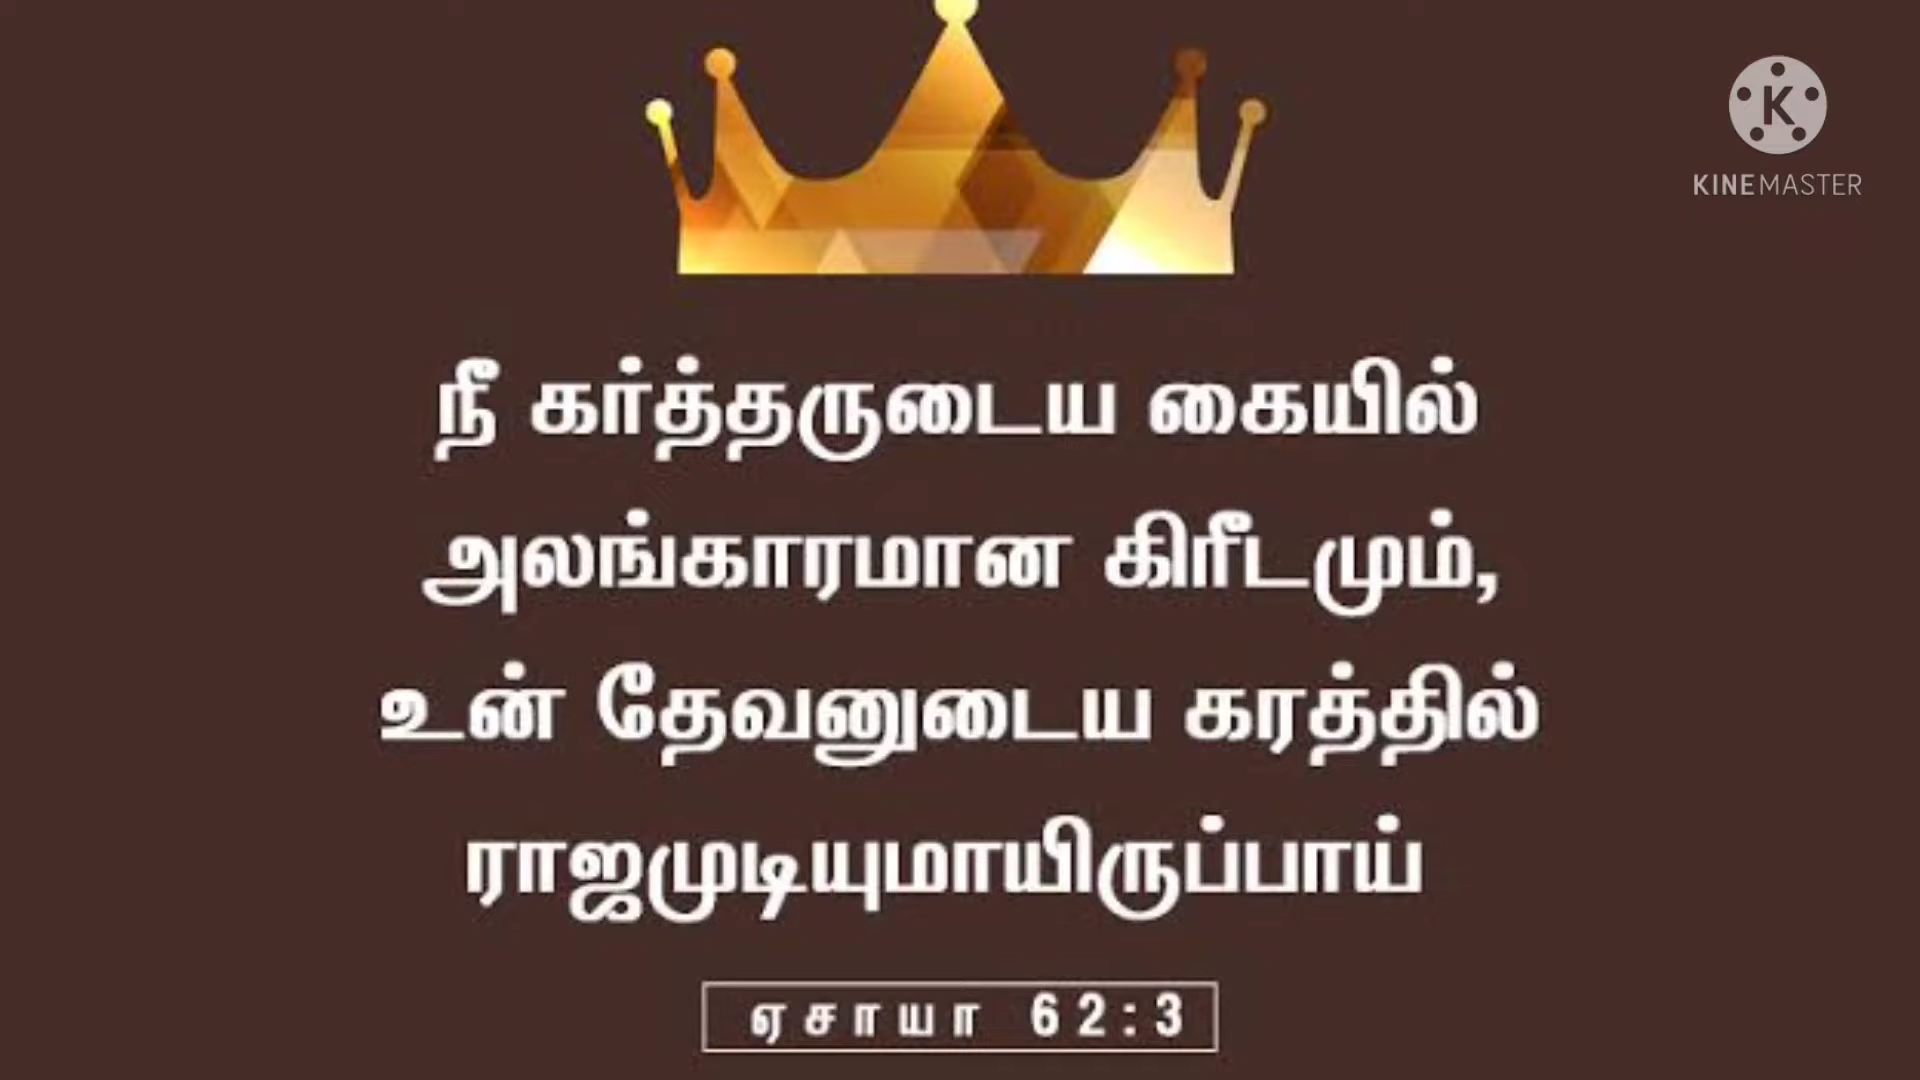 K
KINEMASTER
நீ கர்த்தருடைய கையில்
அலங்காரமான கிரீடமும்,
உன் தேவனுடைய கரத்தில்
ராஜமுடியுமாயிருப்பாய்
ஏசாயா 62:3